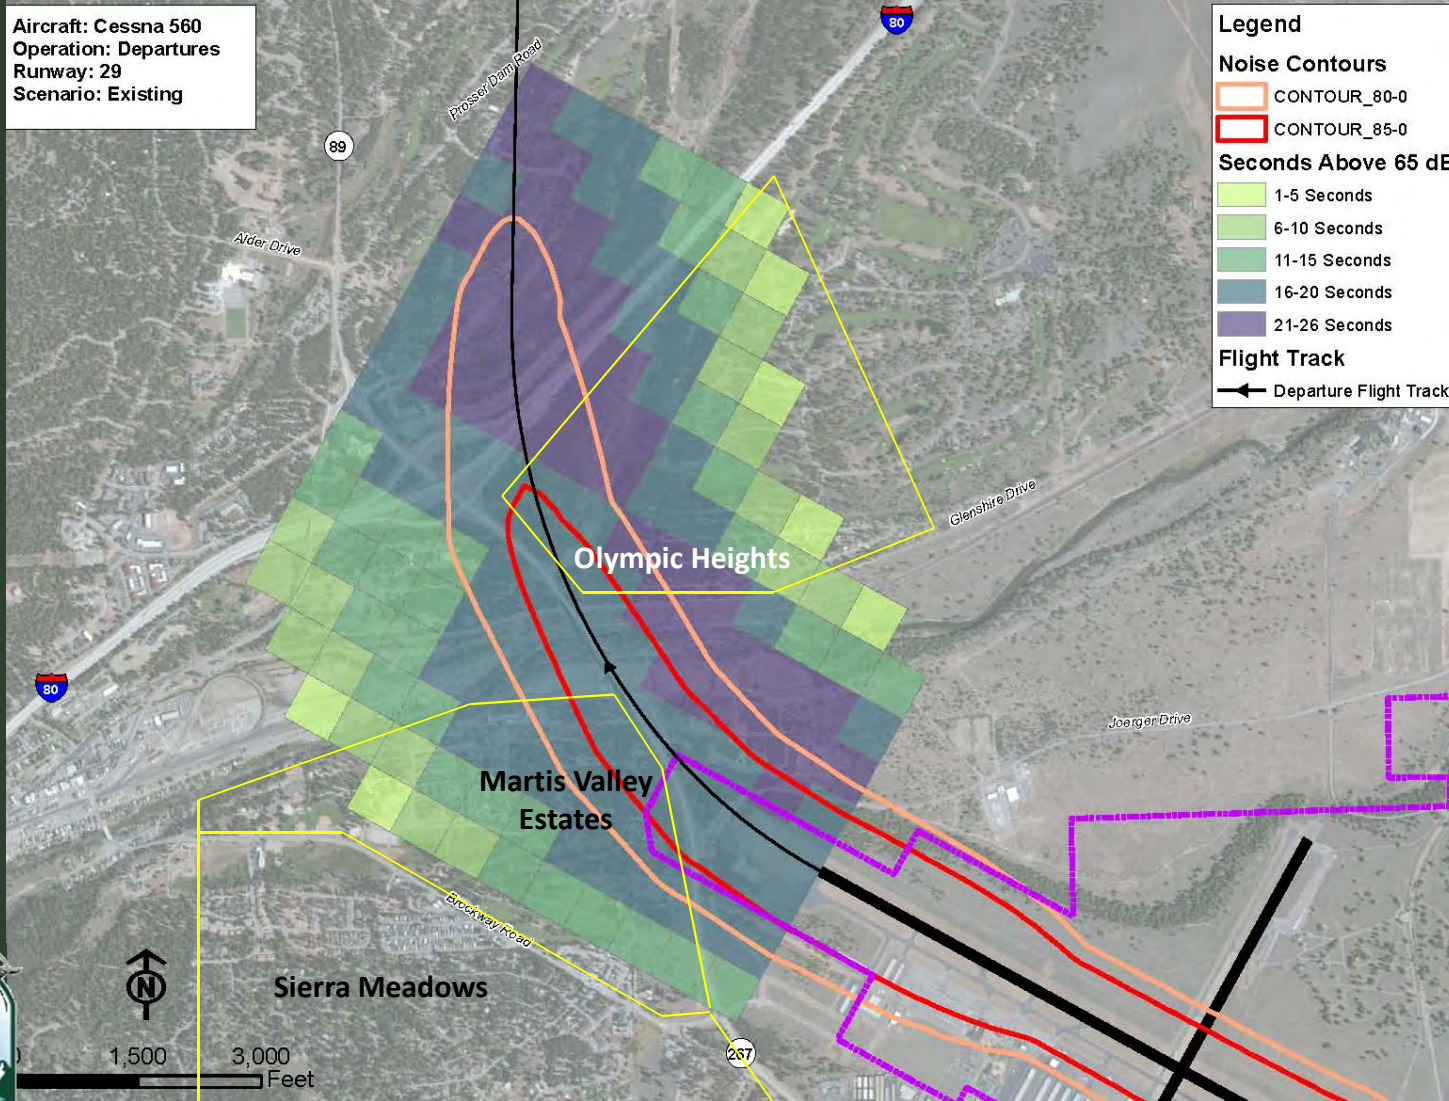 Aircraft: Cessna 560
Operation: Departures
Runway: 29
Scenario: Existing
Legend
Noise Contours
CONTOUR_80-0
CONTOUR_85-0
Seconds Above 65 dB
1-5 Seconds
6-10 Seconds
11-15 Seconds
16-20 Seconds
21-26 Seconds
Flight Track
Departure Flight Track
80
Prosser Dam Road
89
Alder Drive
Glenshire Drive
Olympic Heights
80
Joerger Drive
Martis Valley
Estates
Brockway Road
Sierra Meadows
N
267
0 1,500 3,000
Feet